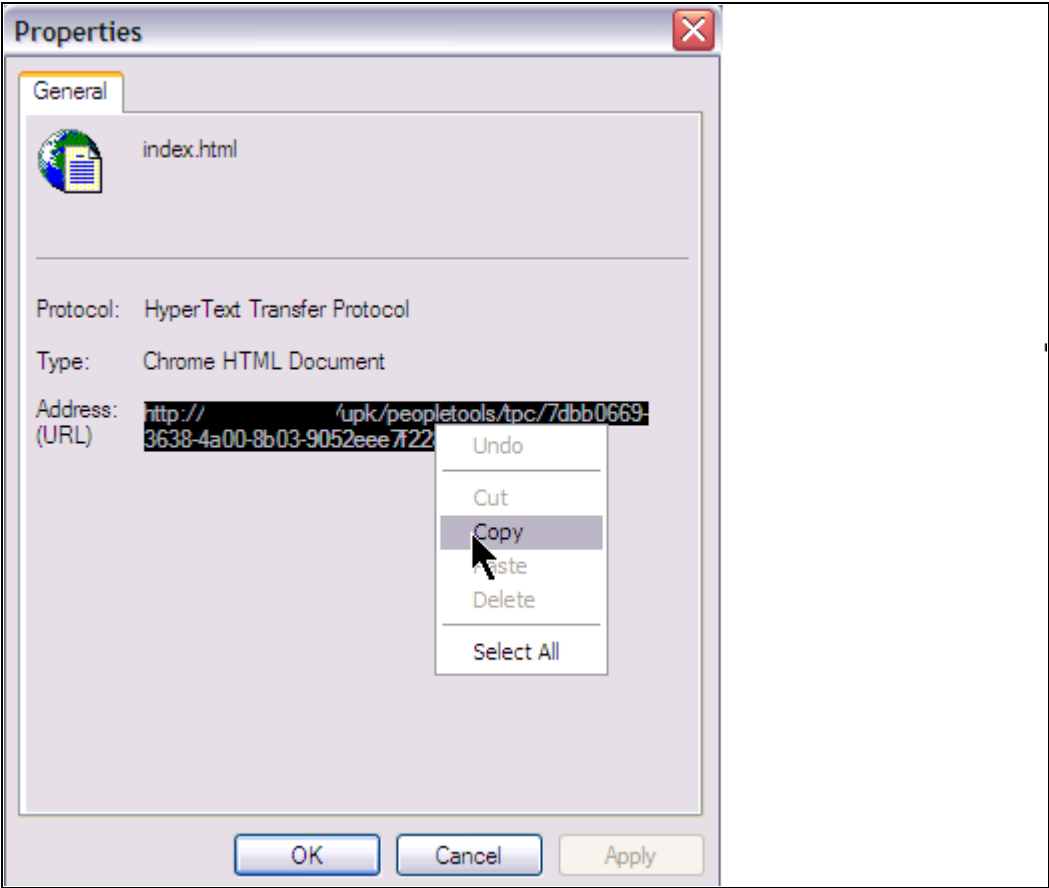 Properties
General
index.html
Protocol: HyperText Transfer Protocol
Type: Chrome HTML Document
Address: http:// /upk/peopletools/tpc/7dbb0669-
(URL) 3638-4a00-8b03-9052eee7f22
Undo
Cut
Copy
Paste
Delete
Select All
OK Cancel Apply